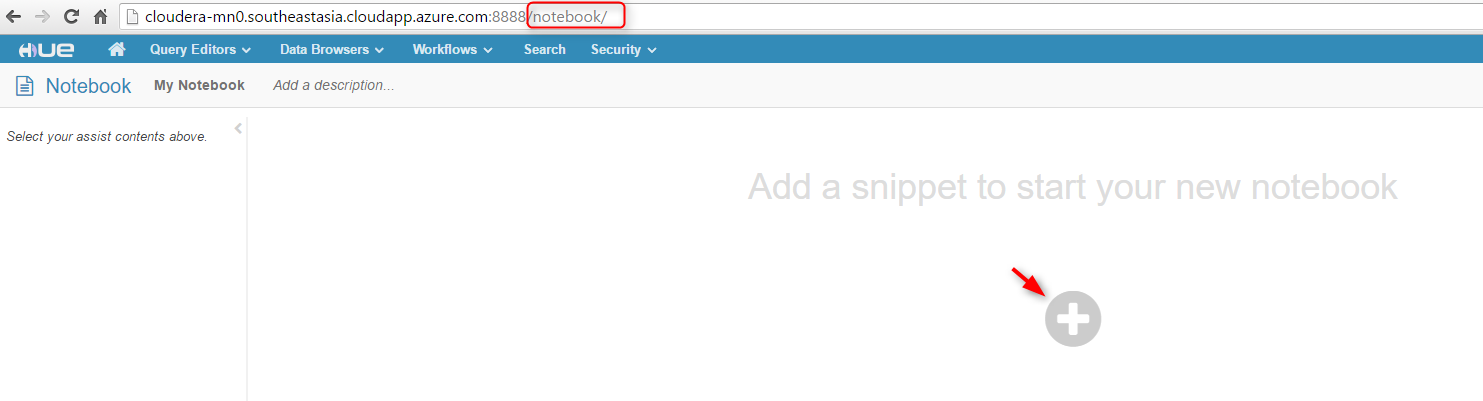 cloudera-mn0.southeastasia.cloudapp.azure.com:8888/notebook/
HUE Query Editors Data Browsers Workflows Search Security
Notebook My Notebook Add a description...
Select your assist contents above.
Add a snippet to start your new notebook